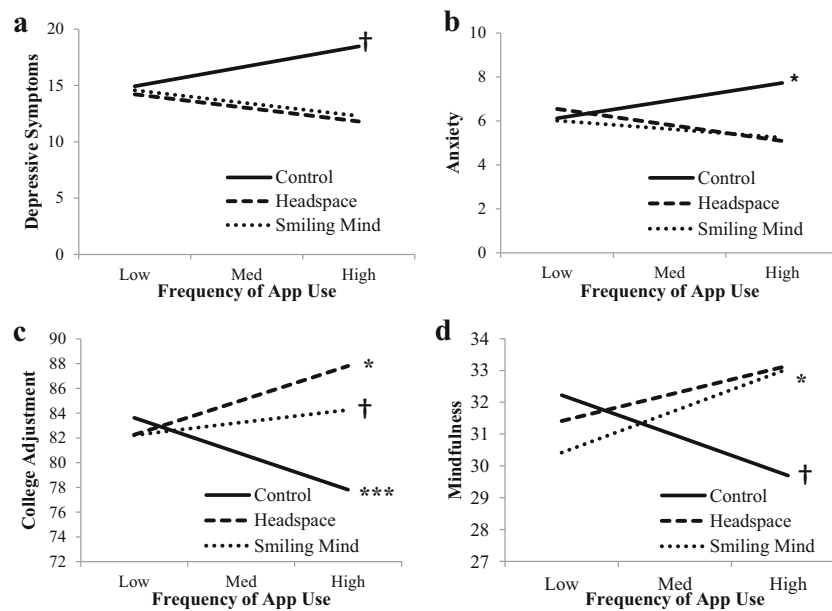 a
20
15
10
5
0
Depressive Symptoms
†
Control
Headspace
Smiling Mind
Low Med High
Frequency of App Use
b
10
8
6
4
2
0
Anxiety
*
Control
Headspace
Smiling Mind
Low Med High
Frequency of App Use
c
90
88
86
84
82
80
78
76
74
72
College Adjustment
*
†
***
Control
Headspace
Smiling Mind
Low Med High
Frequency of App Use
d
34
33
32
31
30
29
28
27
Mindfulness
*
†
Control
Headspace
Smiling Mind
Low Med High
Frequency of App Use